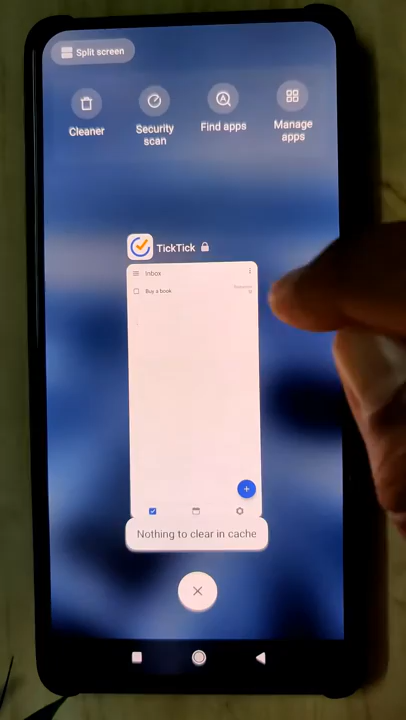 Split screen
Cleaner
Security
scan
Find apps
Manage
apps
TickTick
Inbox
Buy a book
Nothing to clear in cache